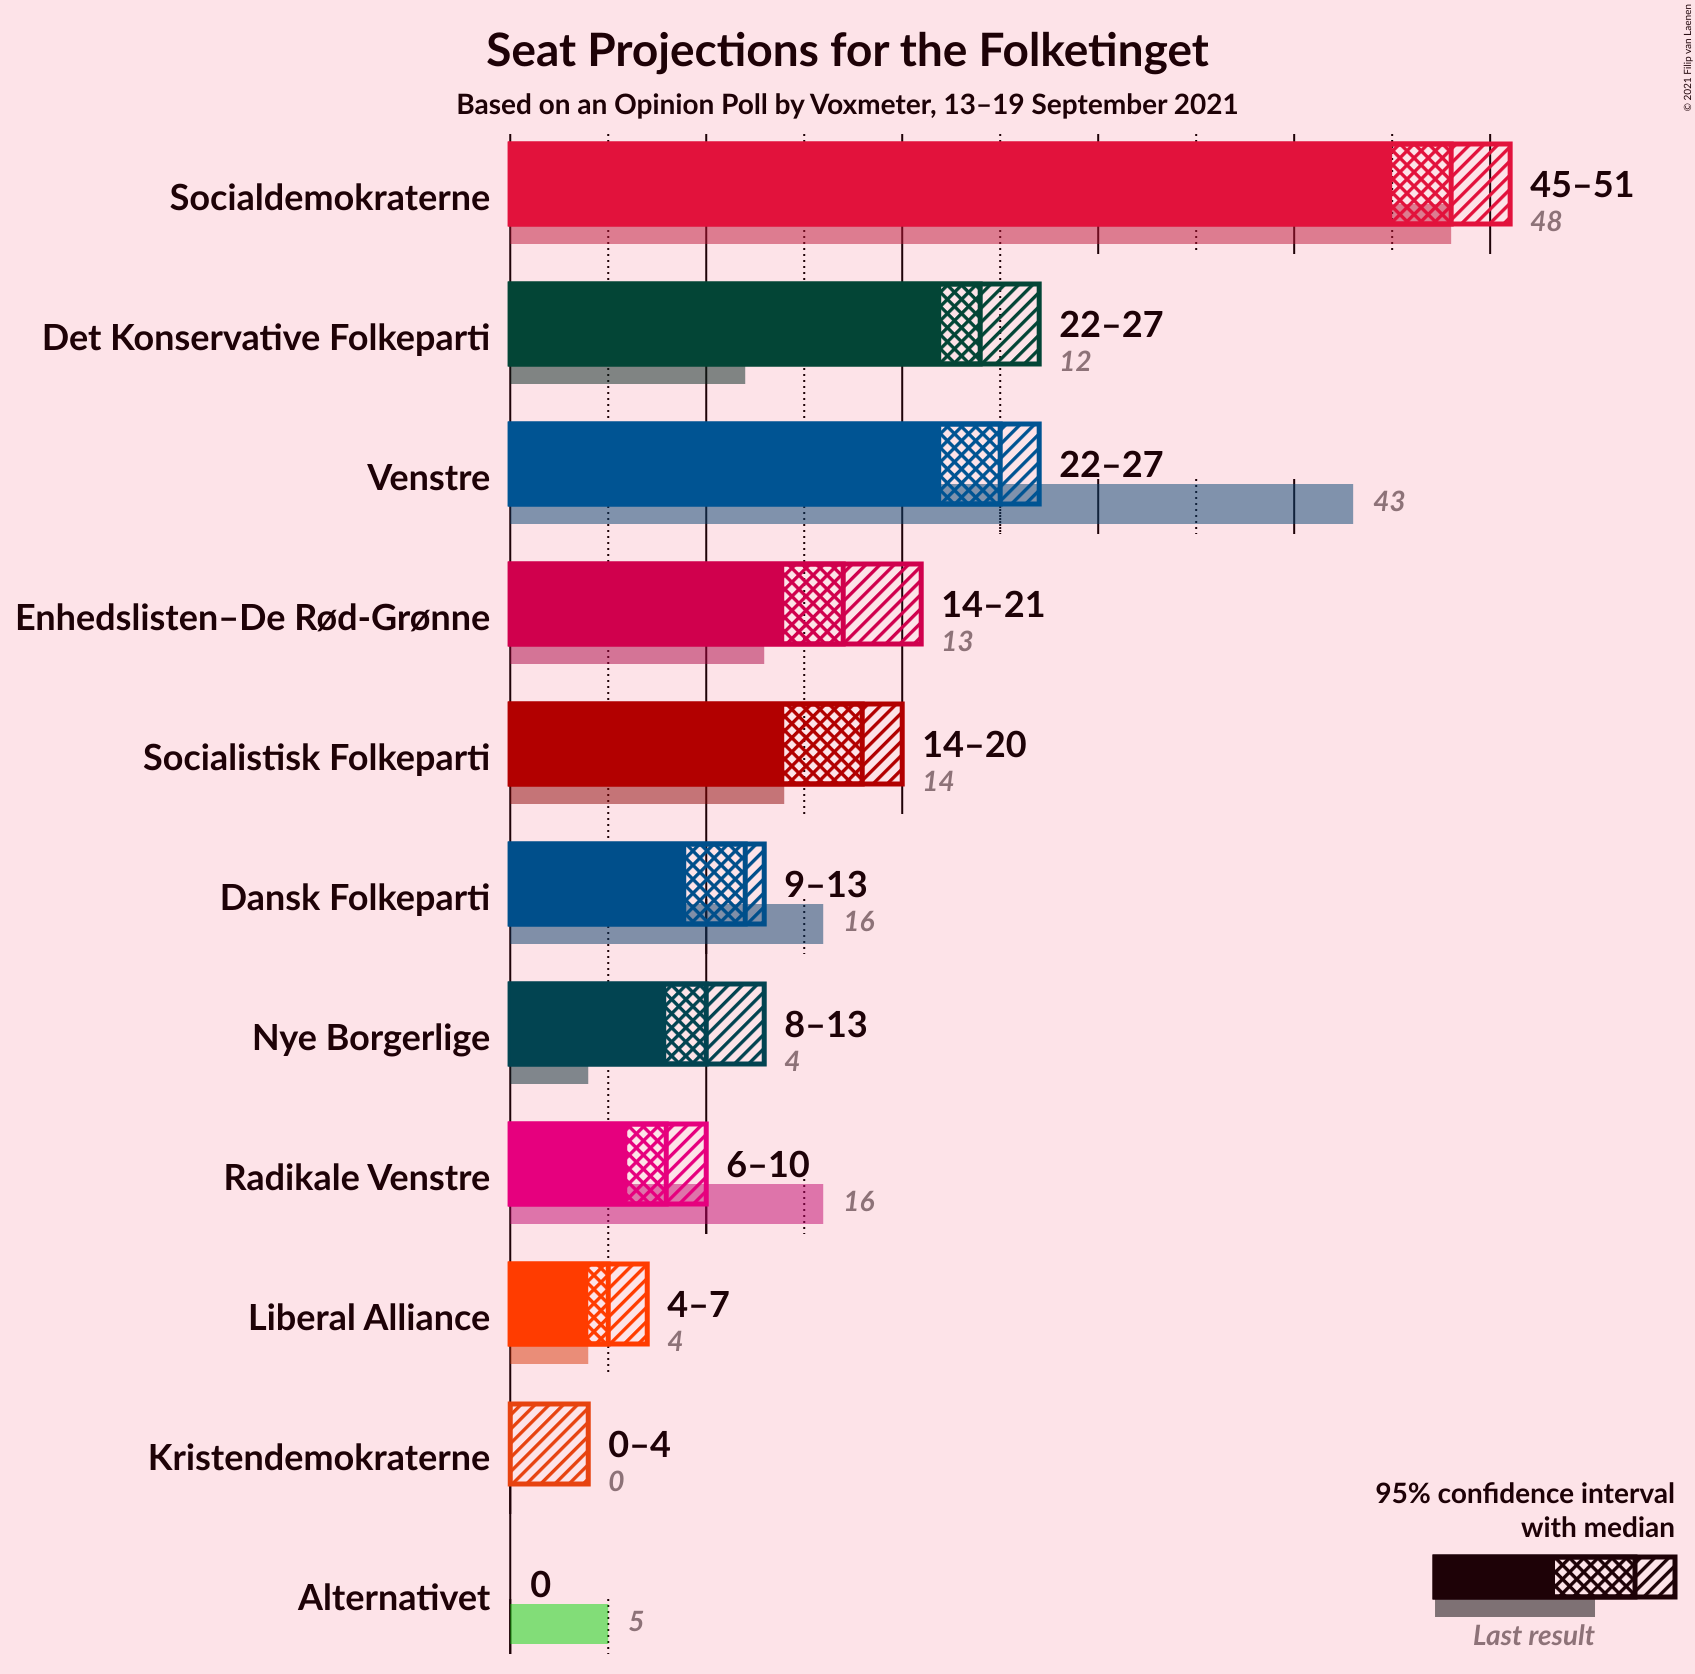 Seat Projections for the Folketinget
Based on an Opinion Poll by Voxmeter, 13–19 September 2021
© 2021 Filip van Laenen
Socialdemokraterne
45–51
48
Det Konservative Folkeparti
22–27
12
Venstre
22–27
43
Enhedslisten–De Rød-Grønne
14–21
13
Socialistisk Folkeparti
14–20
14
Dansk Folkeparti
9–13
16
Nye Borgerlige
8–13
4
Radikale Venstre
6–10
16
Liberal Alliance
4–7
4
Kristendemokraterne
0–4
0
Alternativet
0
5
95% confidence interval
with median
Last result